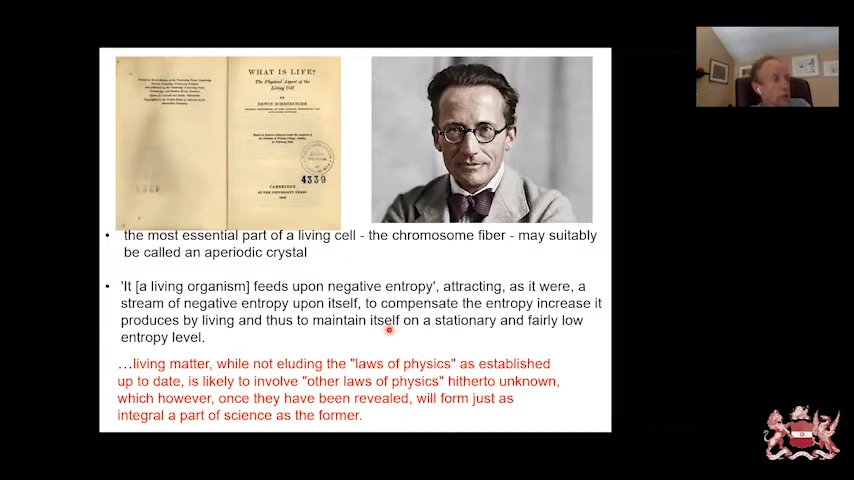 WHAT IS LIFE?
The Physical Aspect of the
Living Cell
BY
ERWIN SCHRÖDINGER
4339
CAMBRIDGE
AT THE UNIVERSITY PRESS
• the most essential part of a living cell - the chromosome fiber - may suitably
be called an aperiodic crystal
• 'It [a living organism] feeds upon negative entropy', attracting, as it were, a
stream of negative entropy upon itself, to compensate the entropy increase it
produces by living and thus to maintain itself on a stationary and fairly low
entropy level.
…living matter, while not eluding the "laws of physics" as established
up to date, is likely to involve "other laws of physics" hitherto unknown,
which however, once they have been revealed, will form just as
integral a part of science as the former.